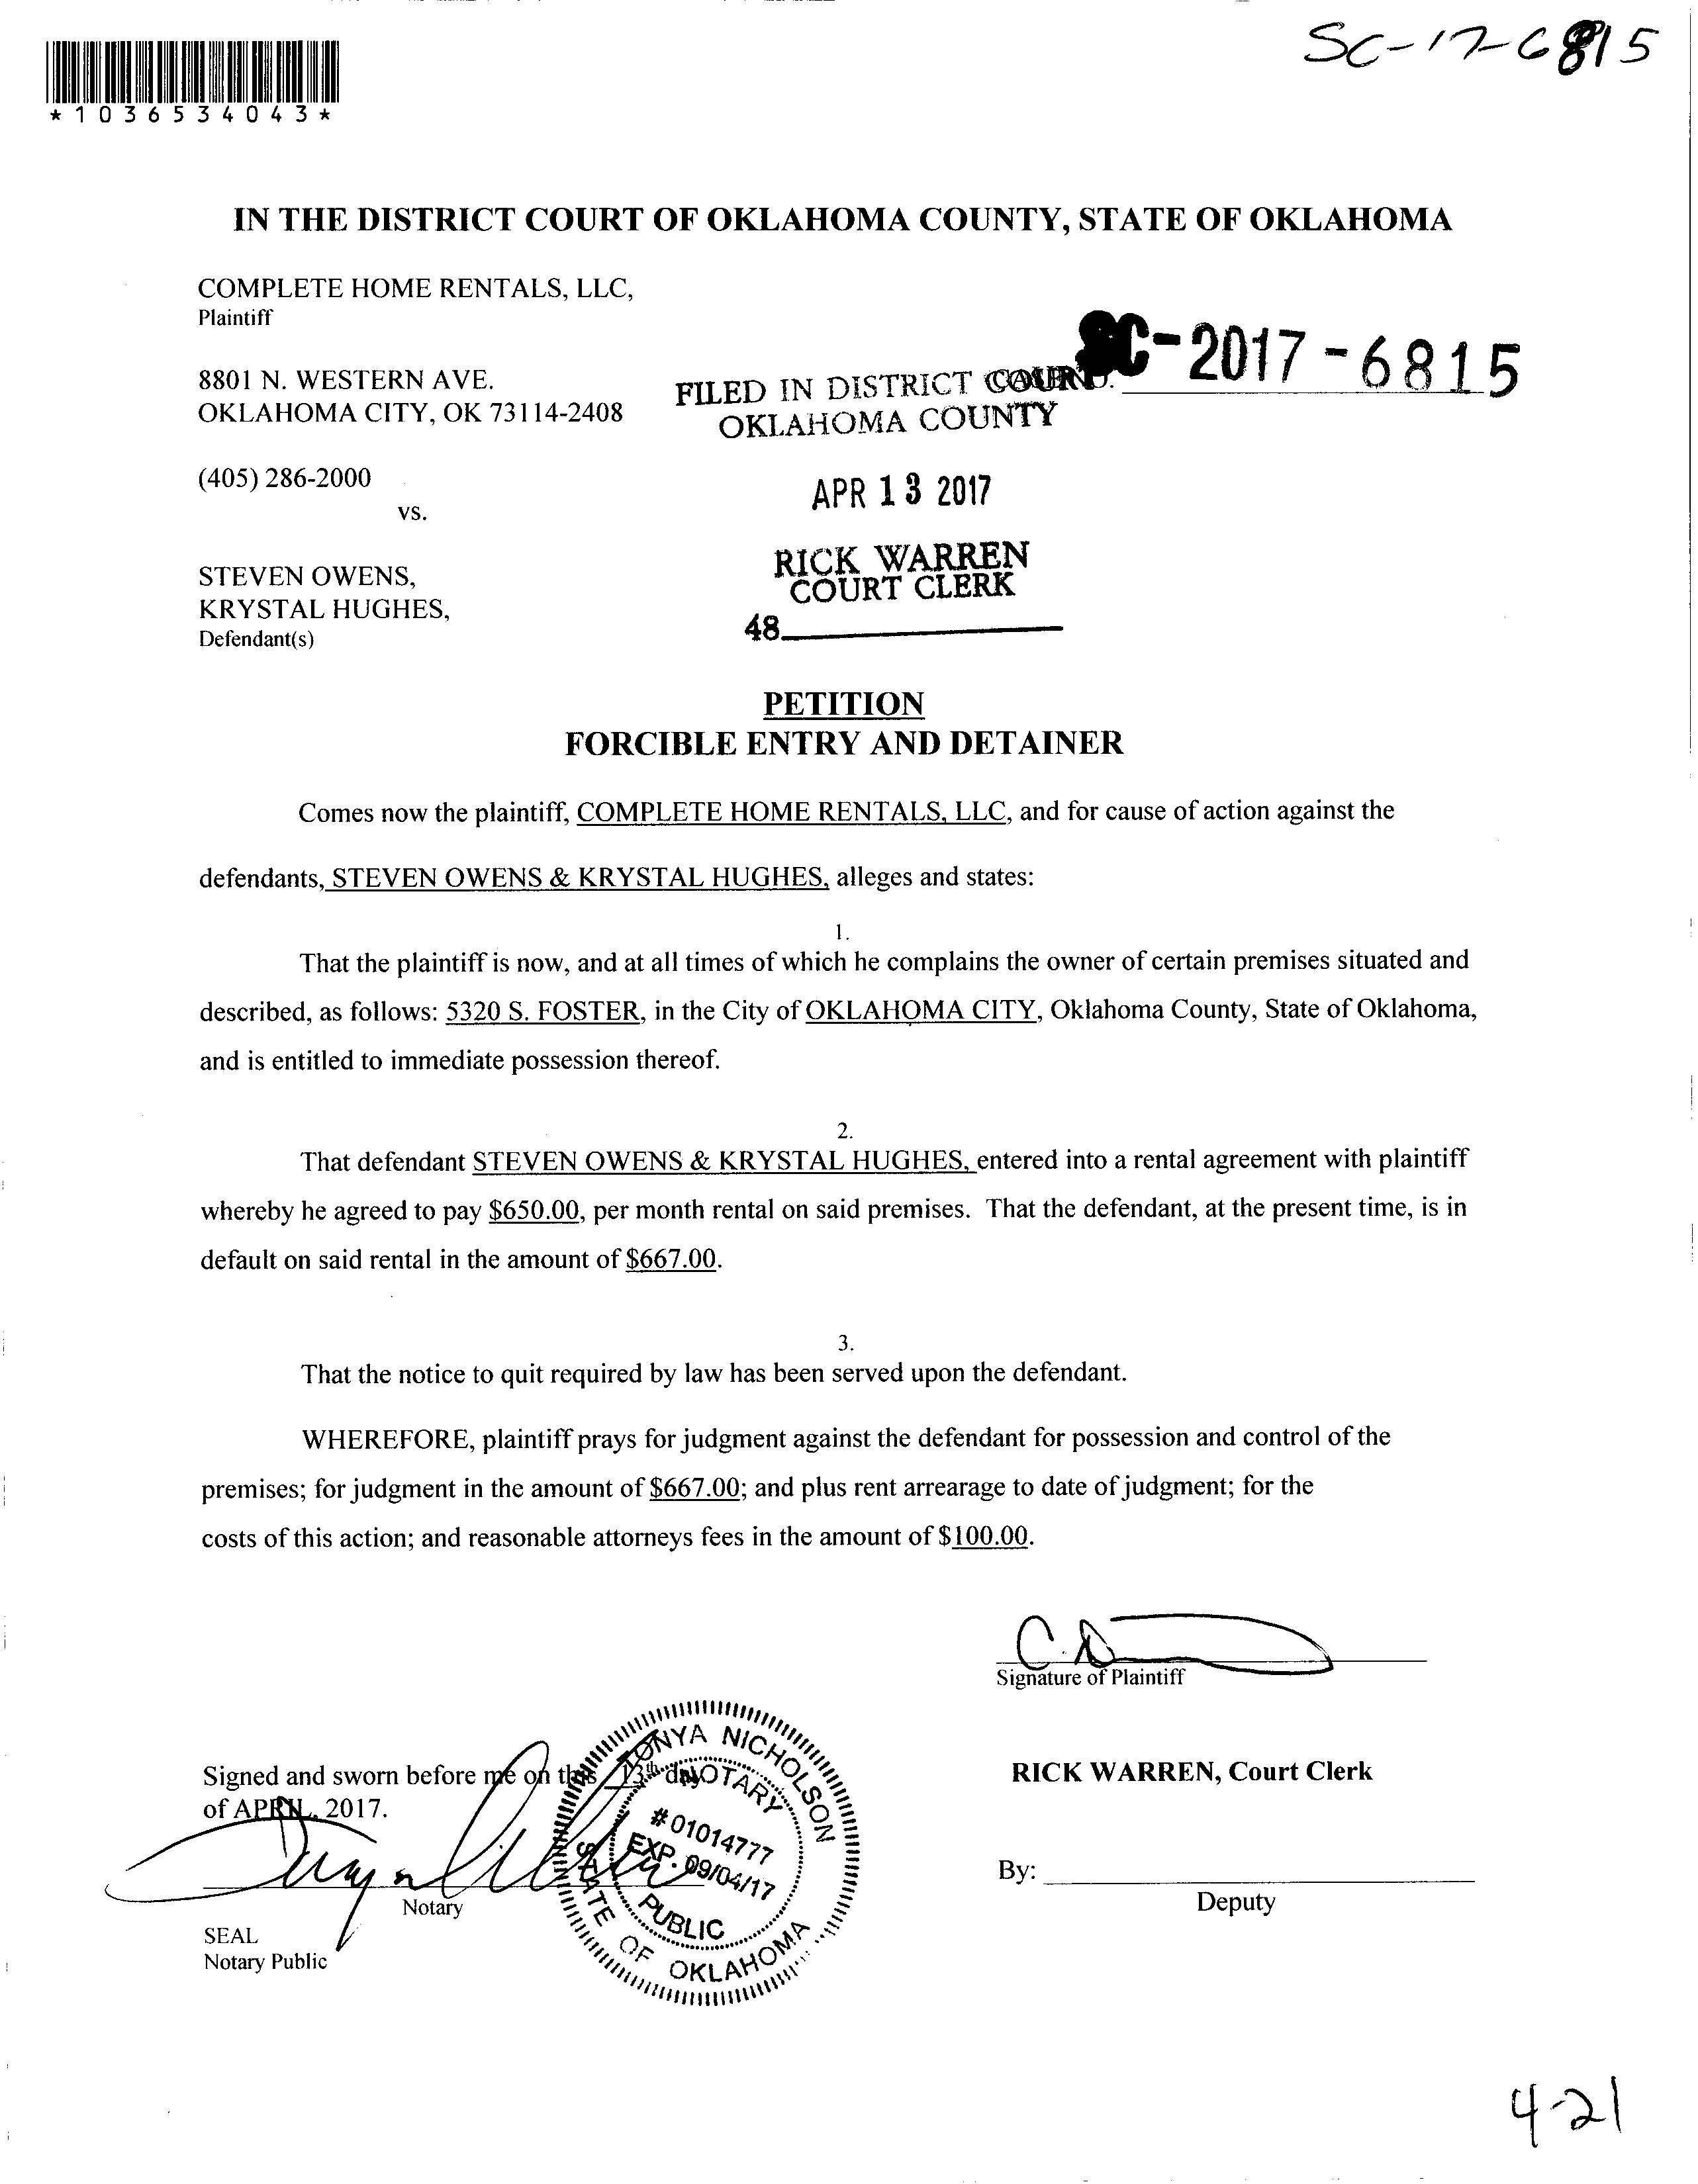 SC-17-6815
*1036534043*
IN THE DISTRICT COURT OF OKLAHOMA COUNTY, STATE OF OKLAHOMA
COMPLETE HOME RENTALS, LLC,
Plaintiff
SC-2017-6815
8801 N. WESTERN AVE.
OKLAHOMA CITY, OK 73114-2408
FILED IN DISTRICT COURT
OKLAHOMA COUNTY
(405) 286-2000
vs.
APR 13 2017
STEVEN OWENS,
KRYSTAL HUGHES,
Defendant(s)
RICK WARREN
COURT CLERK
48
PETITION
FORCIBLE ENTRY AND DETAINER
Comes now the plaintiff, COMPLETE HOME RENTALS, LLC, and for cause of action against the
defendants, STEVEN OWENS & KRYSTAL HUGHES, alleges and states:
1.
That the plaintiff is now, and at all times of which he complains the owner of certain premises situated and
described, as follows: 5320 S. FOSTER, in the City of OKLAHOMA CITY, Oklahoma County, State of Oklahoma,
and is entitled to immediate possession thereof.
2.
That defendant STEVEN OWENS & KRYSTAL HUGHES, entered into a rental agreement with plaintiff
whereby he agreed to pay $650.00, per month rental on said premises. That the defendant, at the present time, is in
default on said rental in the amount of $667.00.
3.
That the notice to quit required by law has been served upon the defendant.
WHEREFORE, plaintiff prays for judgment against the defendant for possession and control of the
premises; for judgment in the amount of $667.00; and plus rent arrearage to date of judgment; for the
costs of this action; and reasonable attorneys fees in the amount of $100.00.
Signature of Plaintiff
Signed and sworn before me on this 13th day
of APRIL, 2017.
RICK WARREN, Court Clerk
TONYA NICHOLSON
NOTARY
#01014777
EXP. 09/04/17
PUBLIC
STATE OF OKLAHOMA
Notary
By:
Deputy
SEAL
Notary Public
4-21